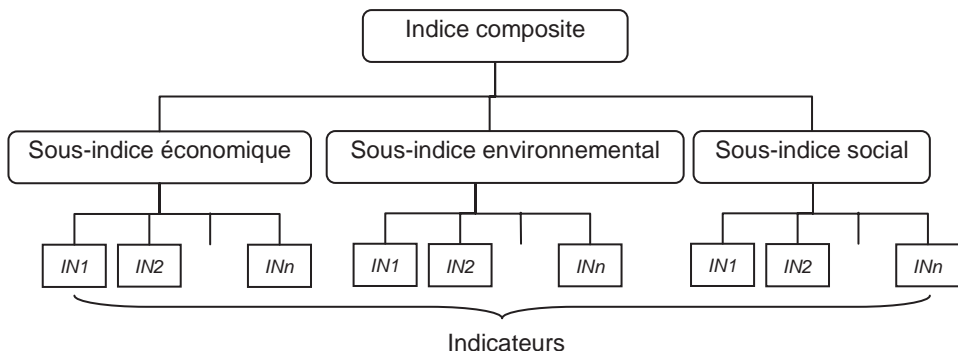 Indice composite
Sous-indice économique
Sous-indice environnemental
Sous-indice social
IN1
IN2
INn
IN1
IN2
INn
IN1
IN2
INn
Indicateurs